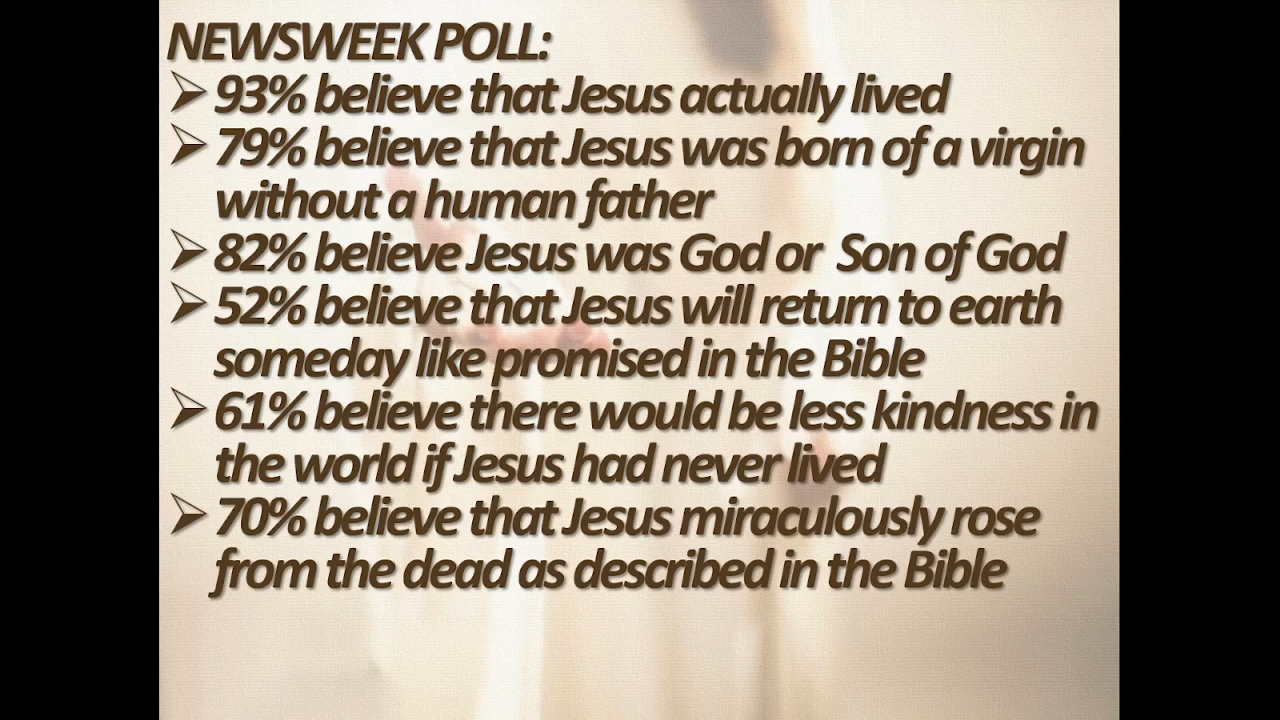 NEWSWEEK POLL:
➢ 93% believe that Jesus actually lived
➢ 79% believe that Jesus was born of a virgin
without a human father
➢ 82% believe Jesus was God or Son of God
➢ 52% believe that Jesus will return to earth
someday like promised in the Bible
➢ 61% believe there would be less kindness in
the world if Jesus had never lived
➢ 70% believe that Jesus miraculously rose
from the dead as described in the Bible